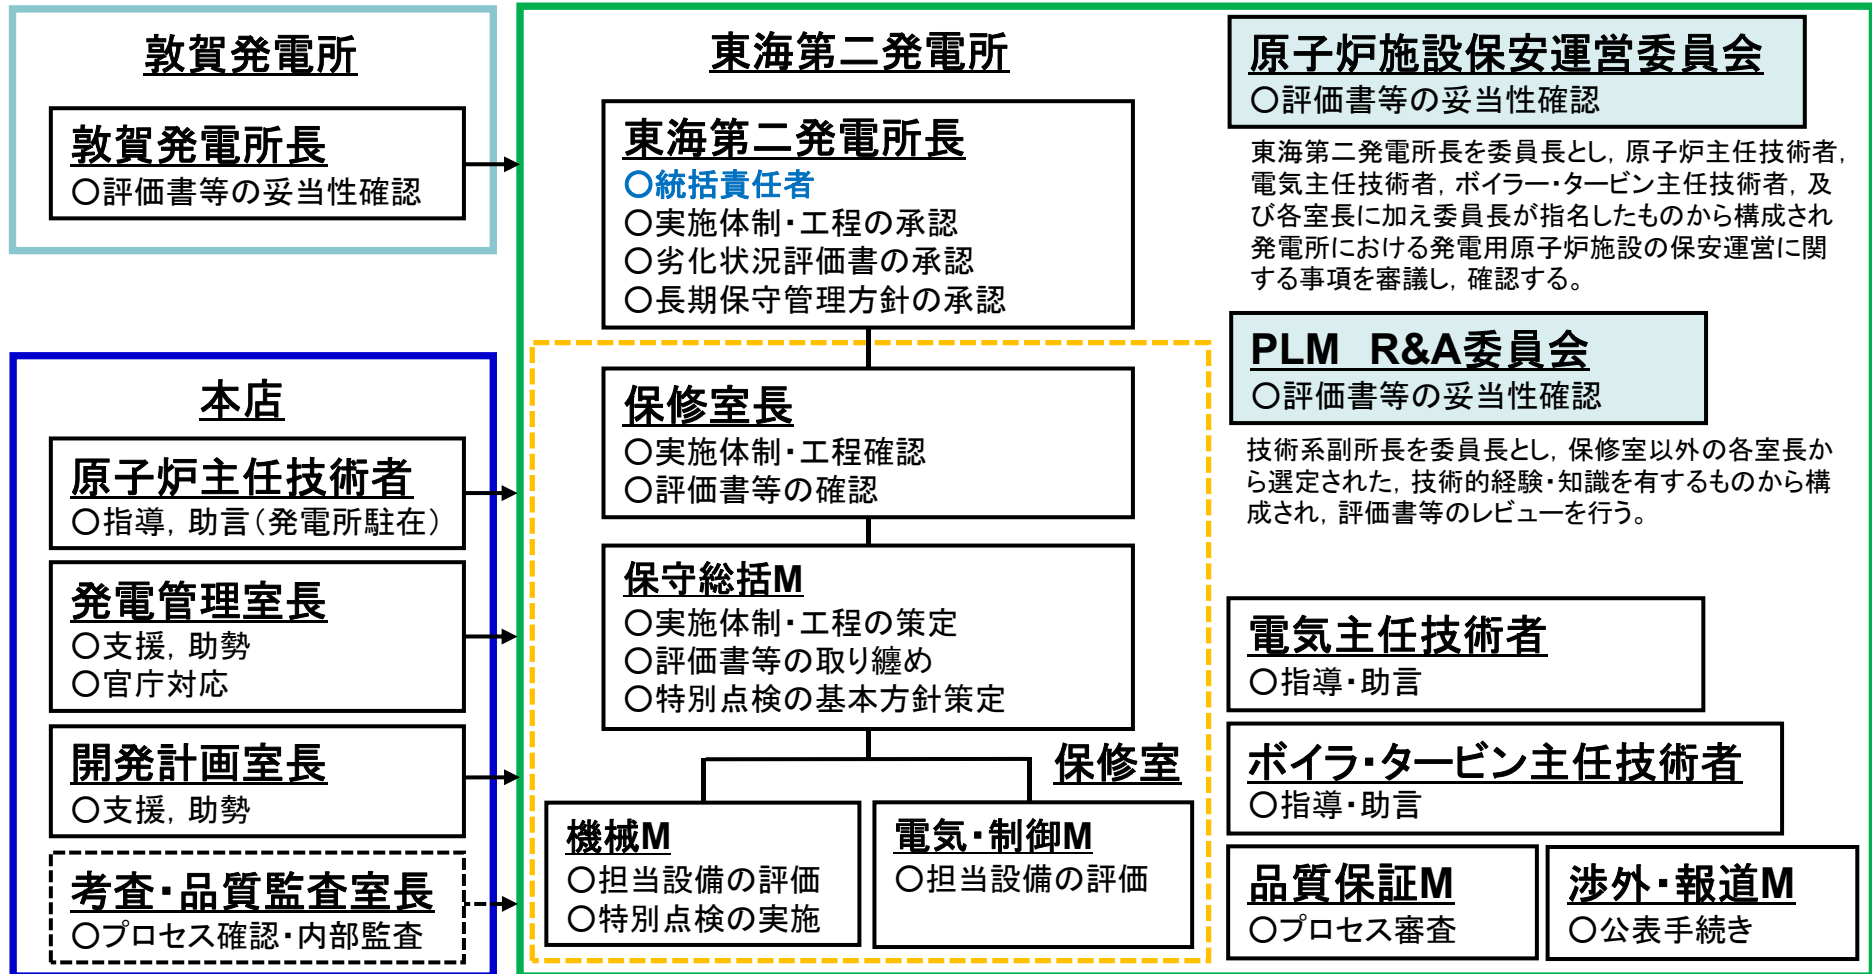 敦賀発電所
敦賀発電所長
○評価書等の妥当性確認
本店
原子炉主任技術者
○指導，助言（発電所駐在）
発電管理室長
○支援，助勢
○官庁対応
開発計画室長
○支援，助勢
考査・品質監査室長
○プロセス確認・内部監査
東海第二発電所
東海第二発電所長
○統括責任者
○実施体制・工程の承認
○劣化状況評価書の承認
○長期保守管理方針の承認
保修室長
○実施体制・工程確認
○評価書等の確認
保守総括M
○実施体制・工程の策定
○評価書等の取り纏め
○特別点検の基本方針策定
保修室
機械M
○担当設備の評価
○特別点検の実施
電気・制御M
○担当設備の評価
原子炉施設保安運営委員会
○評価書等の妥当性確認
東海第二発電所長を委員長とし，原子炉主任技術者，
電気主任技術者，ボイラー・タービン主任技術者，及
び各室長に加え委員長が指名したものから構成され
発電所における発電用原子炉施設の保安運営に関
する事項を審議し，確認する。
PLM　R&A委員会
○評価書等の妥当性確認
技術系副所長を委員長とし，保修室以外の各室長か
ら選定された，技術的経験・知識を有するものから構
成され，評価書等のレビューを行う。
電気主任技術者
○指導・助言
ボイラ・タービン主任技術者
○指導・助言
品質保証M
○プロセス審査
渉外・報道M
○公表手続き